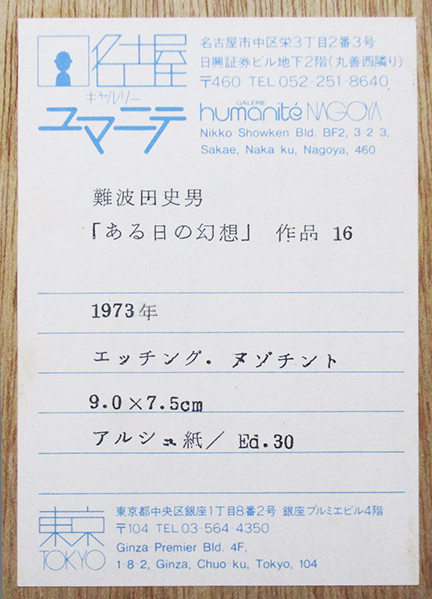 名古屋
ギャルリー
ユマニテ
名古屋市中区栄3丁目2番3号
日興証券ビル地下2階(丸善西隣り)
〒460 TEL 052-251-8640
GALERIE
humanité NAGOYA
Nikko Showken Bld. BF2, 3 2 3,
Sakae, Naka ku, Nagoya, 460
難波田史男
「ある日の幻想」 作品 16
1973年
エッチング. メゾチント
9.0×7.5cm
アルシュ紙/ Ed.30
東京
TOKYO
東京都中央区銀座1丁目8番2号 銀座プルミエビル4階
〒104 TEL 03-564-4350
Ginza Premier Bld. 4F,
1-8-2, Ginza, Chuo ku, Tokyo, 104